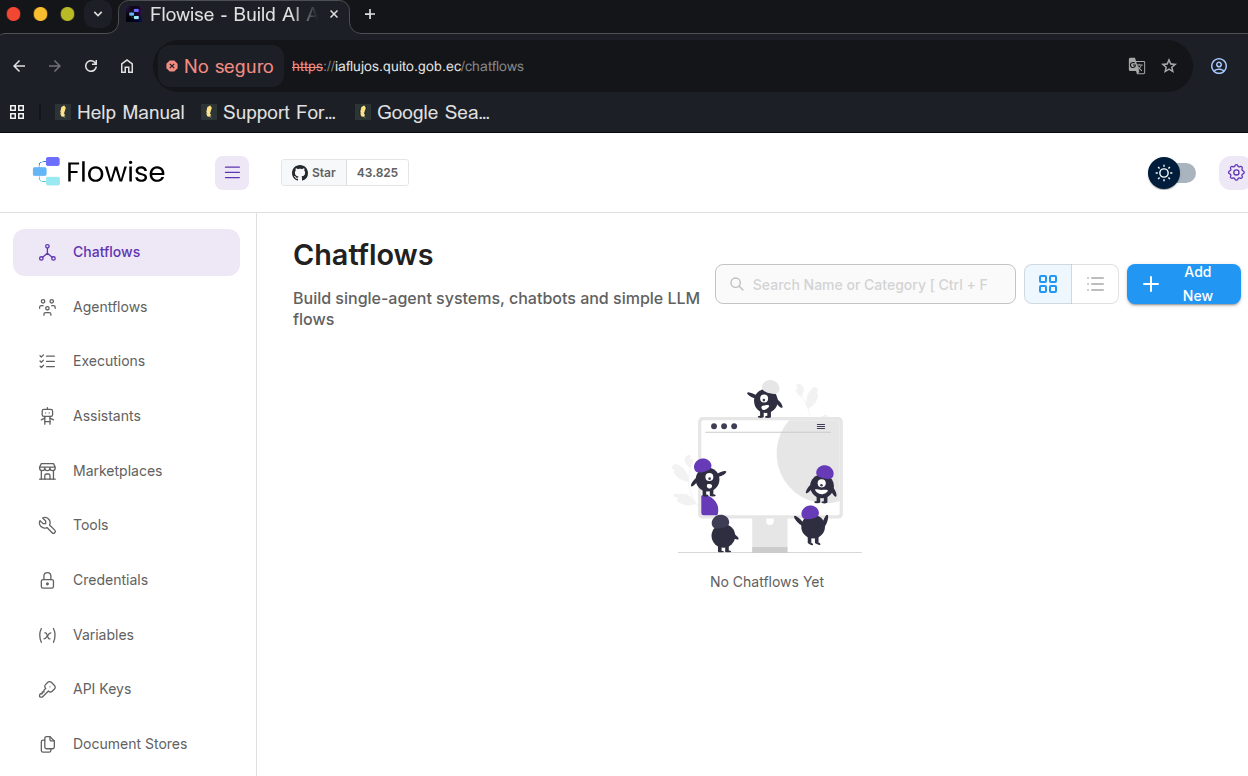 Flowise - Build AI A
No seguro
https://iaflujos.quito.gob.ec/chatflows
Help Manual
Support For...
Google Sea...
Flowise
Star
43.825
Chatflows
Agentflows
Executions
Assistants
Marketplaces
Tools
Credentials
(x) Variables
API Keys
Document Stores
Chatflows
Build single-agent systems, chatbots and simple LLM
flows
Search Name or Category [ Ctrl + F
Add
New
No Chatflows Yet